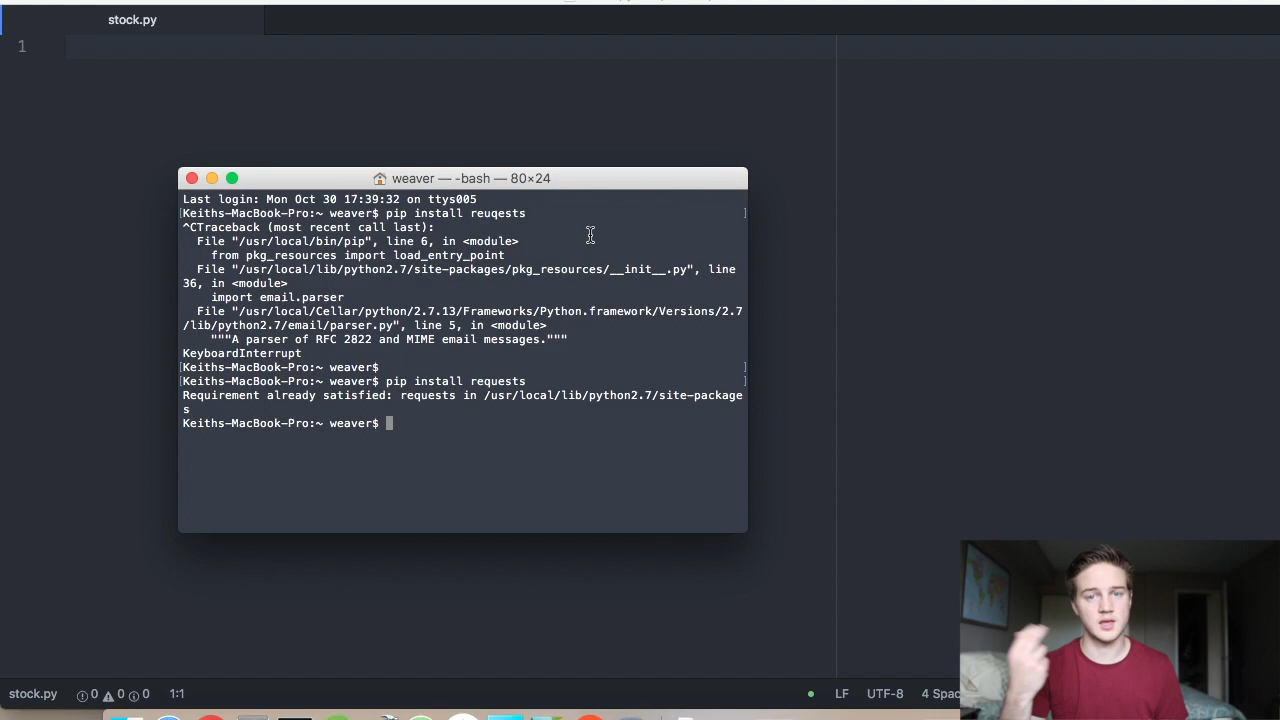 stock.py
1
weaver — -bash — 80×24
Last login: Mon Oct 30 17:39:32 on ttys005
[Keiths-MacBook-Pro:~ weaver$ pip install reuqests ]
^CTraceback (most recent call last):
File "/usr/local/bin/pip", line 6, in <module>
from pkg_resources import load_entry_point
File "/usr/local/lib/python2.7/site-packages/pkg_resources/__init__.py", line
36, in <module>
import email.parser
File "/usr/local/Cellar/python/2.7.13/Frameworks/Python.framework/Versions/2.7
/lib/python2.7/email/parser.py", line 5, in <module>
"""A parser of RFC 2822 and MIME email messages."""
KeyboardInterrupt
[Keiths-MacBook-Pro:~ weaver$ ]
[Keiths-MacBook-Pro:~ weaver$ pip install requests ]
Requirement already satisfied: requests in /usr/local/lib/python2.7/site-package
s
Keiths-MacBook-Pro:~ weaver$
stock.py 0 0 0 1:1 LF UTF-8 4 Spac